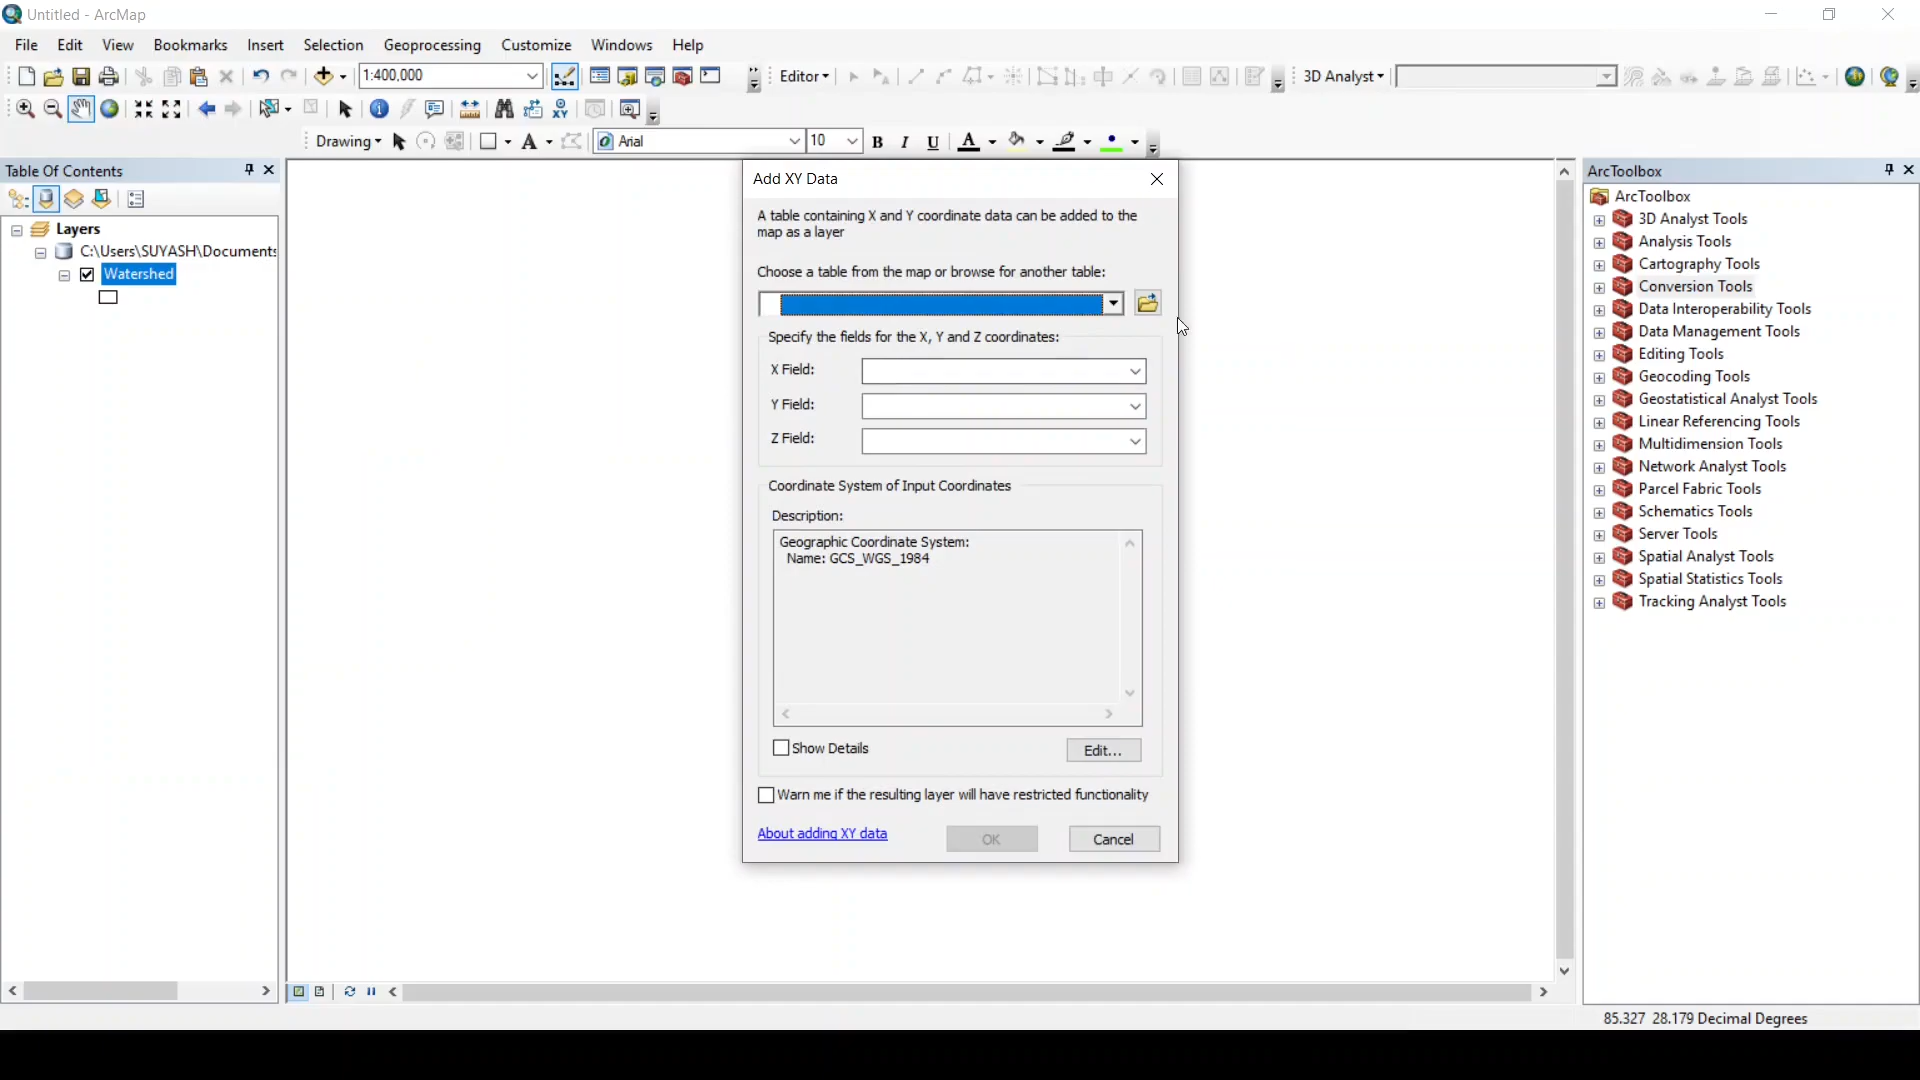 Untitled - ArcMap
File Edit View Bookmarks Insert Selection Geoprocessing Customize Windows Help
1:400,000 Editor 3D Analyst
Drawing A Arial 10 B I U A
Table Of Contents
Layers
C:\Users\SUYASH\Documents
Watershed
Add XY Data
A table containing X and Y coordinate data can be added to the
map as a layer
Choose a table from the map or browse for another table:
Specify the fields for the X, Y and Z coordinates:
X Field:
Y Field:
Z Field:
Coordinate System of Input Coordinates
Description:
Geographic Coordinate System:
Name: GCS_WGS_1984
Show Details
Edit...
Warn me if the resulting layer will have restricted functionality
About adding XY data
OK
Cancel
ArcToolbox
ArcToolbox
3D Analyst Tools
Analysis Tools
Cartography Tools
Conversion Tools
Data Interoperability Tools
Data Management Tools
Editing Tools
Geocoding Tools
Geostatistical Analyst Tools
Linear Referencing Tools
Multidimension Tools
Network Analyst Tools
Parcel Fabric Tools
Schematics Tools
Server Tools
Spatial Analyst Tools
Spatial Statistics Tools
Tracking Analyst Tools
85.327 28.179 Decimal Degrees